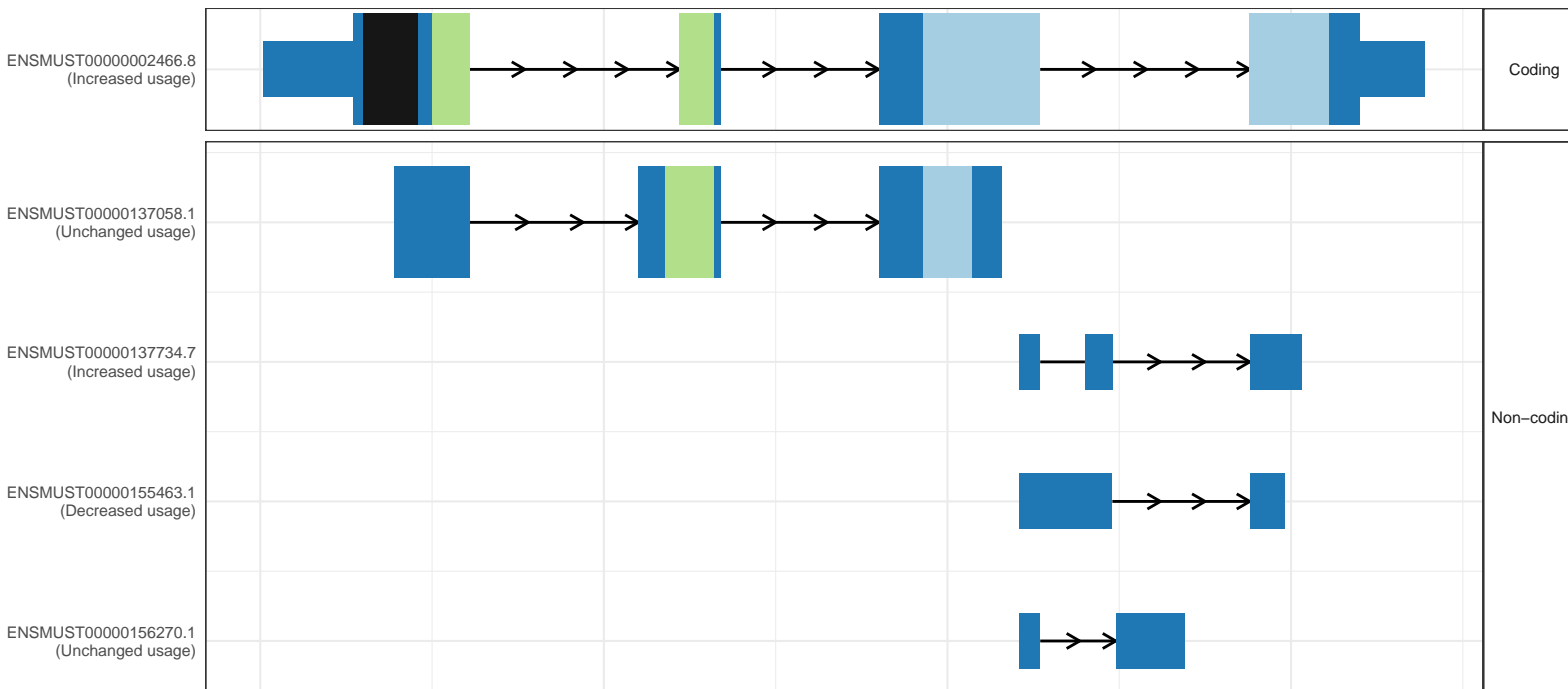 ENSMUST00000002466.8
(Increased usage)
Coding
ENSMUST00000137058.1
(Unchanged usage)
ENSMUST00000137734.7
(Increased usage)
Non−codin
ENSMUST00000155463.1
(Decreased usage)
ENSMUST00000156270.1
(Unchanged usage)